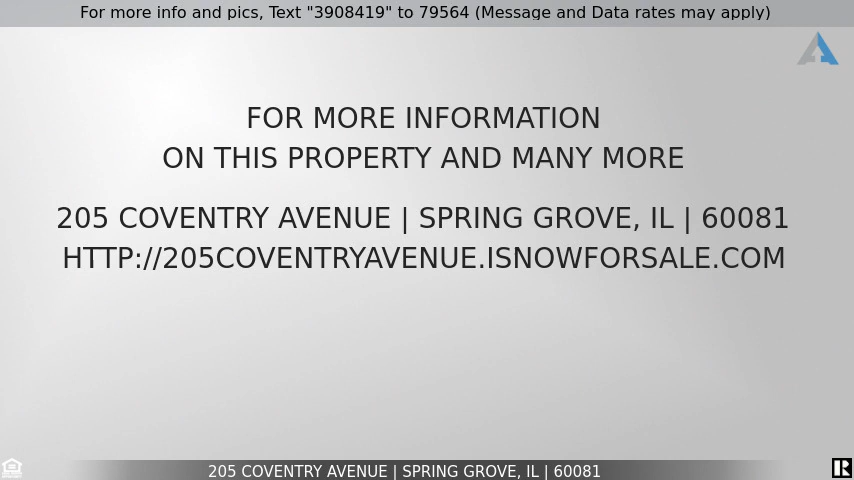 For more info and pics, Text "3908419" to 79564 (Message and Data rates may apply)
FOR MORE INFORMATION
ON THIS PROPERTY AND MANY MORE
205 COVENTRY AVENUE | SPRING GROVE, IL | 60081
HTTP://205COVENTRYAVENUE.ISNOWFORSALE.COM
205 COVENTRY AVENUE | SPRING GROVE, IL | 60081